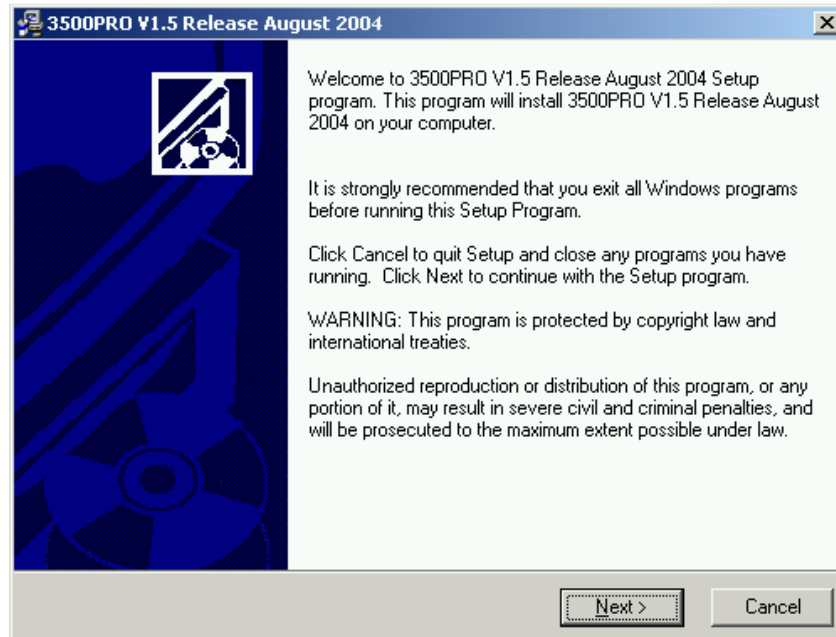 3500PRO V1.5 Release August 2004
Welcome to 3500PRO V1.5 Release August 2004 Setup
program. This program will install 3500PRO V1.5 Release August
2004 on your computer.
It is strongly recommended that you exit all Windows programs
before running this Setup Program.
Click Cancel to quit Setup and close any programs you have
running.  Click Next to continue with the Setup program.
WARNING: This program is protected by copyright law and
international treaties.
Unauthorized reproduction or distribution of this program, or any
portion of it, may result in severe civil and criminal penalties, and
will be prosecuted to the maximum extent possible under law.
Next >
Cancel